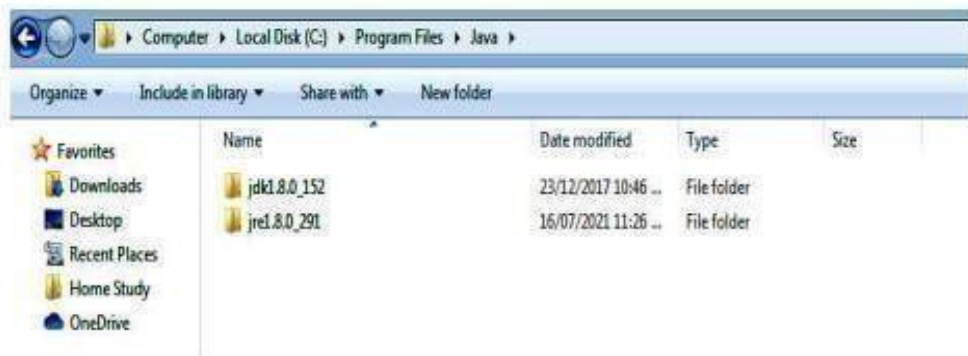 Computer Local Disk (C:) Program Files Java
Organize Include in library Share with New folder
Favorites
Downloads
Desktop
Recent Places
Home Study
OneDrive
Name Date modified Type Size
jdk1.8.0_152 23/12/2017 10:46 ... File folder
jre1.8.0_291 16/07/2021 11:26 ... File folder